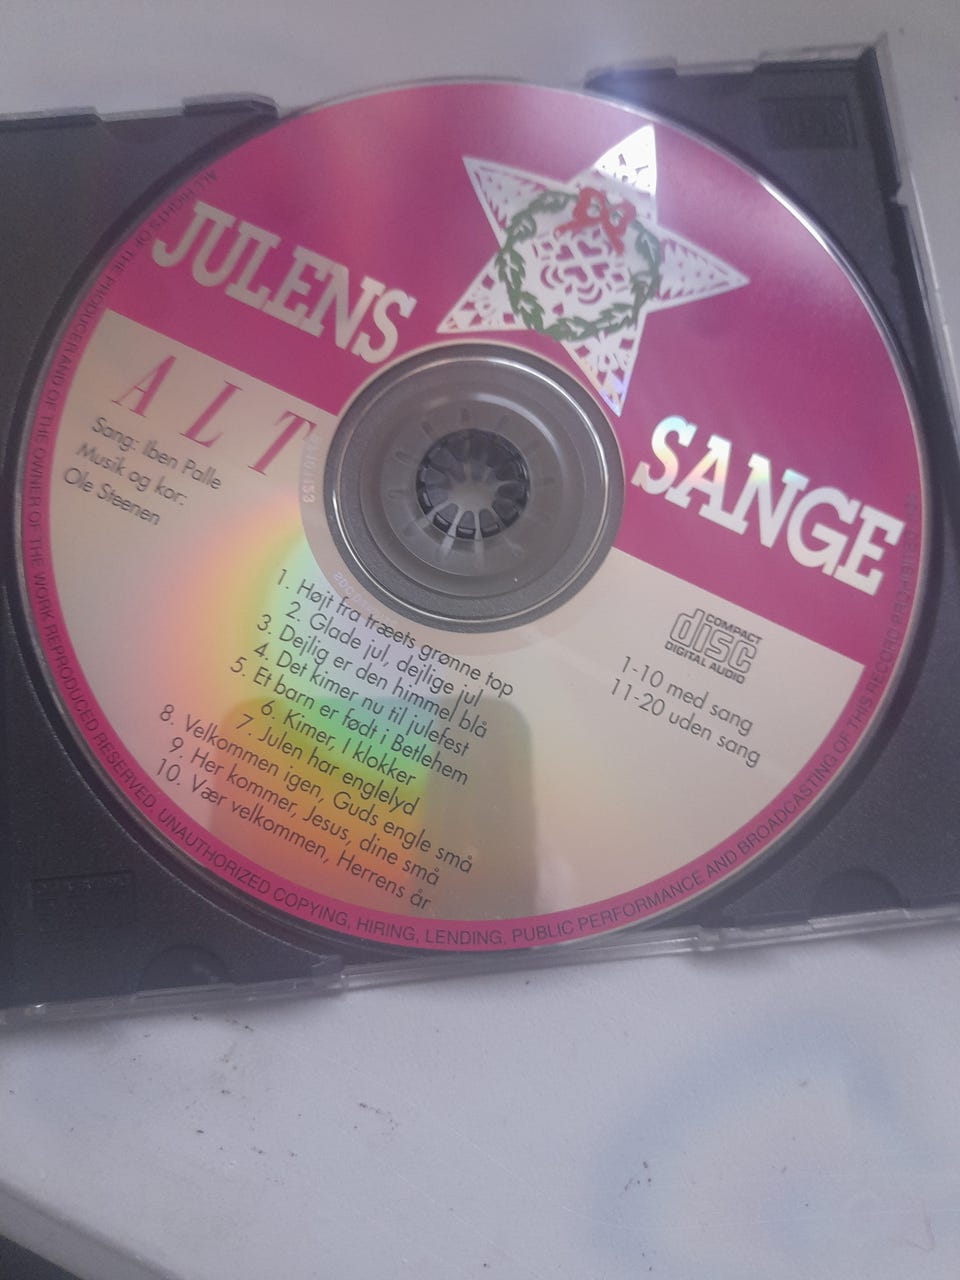 JULENS
SANGE
ALT
Sang: Iben Palle
Musik og kor:
Ole Steenen
1. Højt fra træets grønne top
2. Glade jul, dejlige jul
3. Dejlig er den himmel blå
4. Det kimer nu til julefest
5. Et barn er født i Betlehem
6. Kimer, I klokker
7. Julen har englelyd
8. Velkommen igen, Guds engle små
9. Her kommer, Jesus, dine små
10. Vær velkommen, Herrens år
COMPACT
disc
DIGITAL AUDIO
1-10 med sang
11-20 uden sang
ALL RIGHTS OF THE PRODUCER AND OF THE OWNER OF THE WORK REPRODUCED RESERVED. UNAUTHORIZED COPYING, HIRING, LENDING, PUBLIC PERFORMANCE AND BROADCASTING OF THIS RECORD PROHIBITED